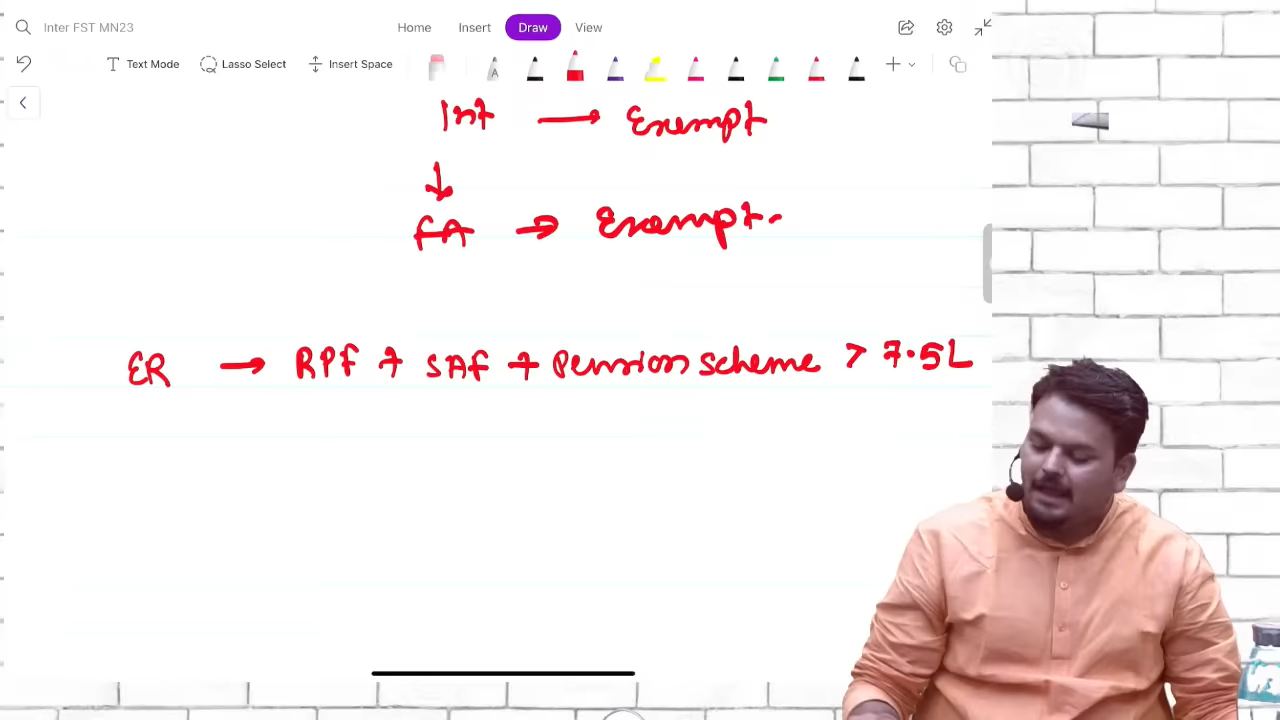 Inter FST MN23
Home Insert Draw View
Text Mode Lasso Select Insert Space
A
Int → Exempt
↓
FA → Exempt.
ER → RPF + SAF + Pension scheme > 7.5L